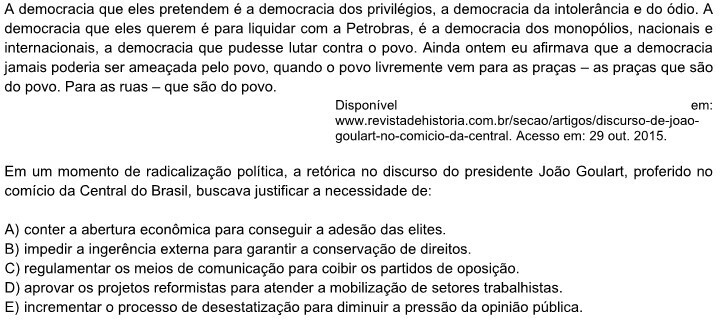 A democracia que eles pretendem é a democracia dos privilégios, a democracia da intolerância e do ódio. A
democracia que eles querem é para liquidar com a Petrobras, é a democracia dos monopólios, nacionais e
internacionais, a democracia que pudesse lutar contra o povo. Ainda ontem eu afirmava que a democracia
jamais poderia ser ameaçada pelo povo, quando o povo livremente vem para as praças – as praças que são
do povo. Para as ruas – que são do povo.
Disponível em:
www.revistadehistoria.com.br/secao/artigos/discurso-de-joao-
goulart-no-comicio-da-central. Acesso em: 29 out. 2015.
Em um momento de radicalização política, a retórica no discurso do presidente João Goulart, proferido no
comício da Central do Brasil, buscava justificar a necessidade de:
A) conter a abertura econômica para conseguir a adesão das elites.
B) impedir a ingerência externa para garantir a conservação de direitos.
C) regulamentar os meios de comunicação para coibir os partidos de oposição.
D) aprovar os projetos reformistas para atender a mobilização de setores trabalhistas.
E) incrementar o processo de desestatização para diminuir a pressão da opinião pública.